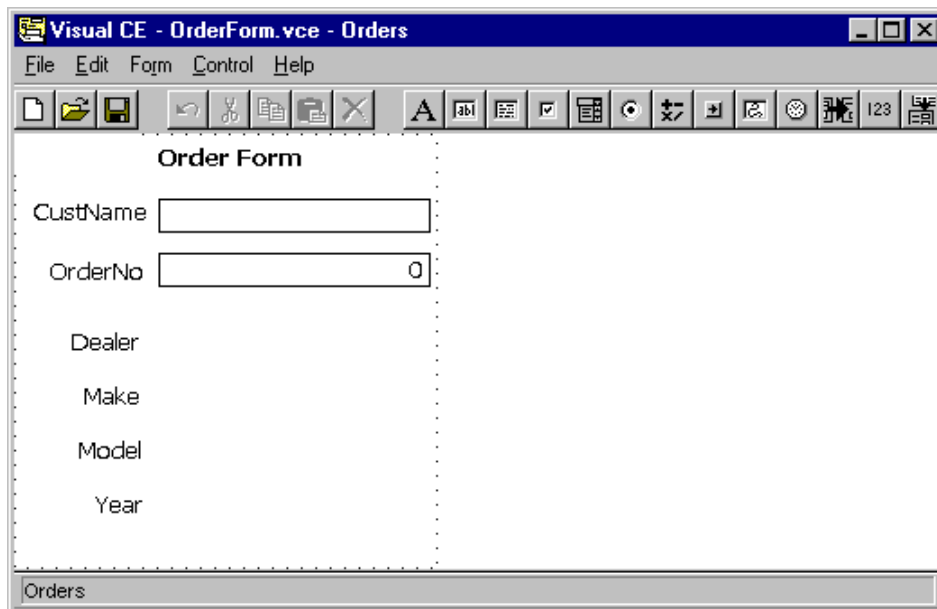 Visual CE - OrderForm.vce - Orders
File Edit Form Control Help
A ab 123
Order Form
CustName
OrderNo 0
Dealer
Make
Model
Year
Orders